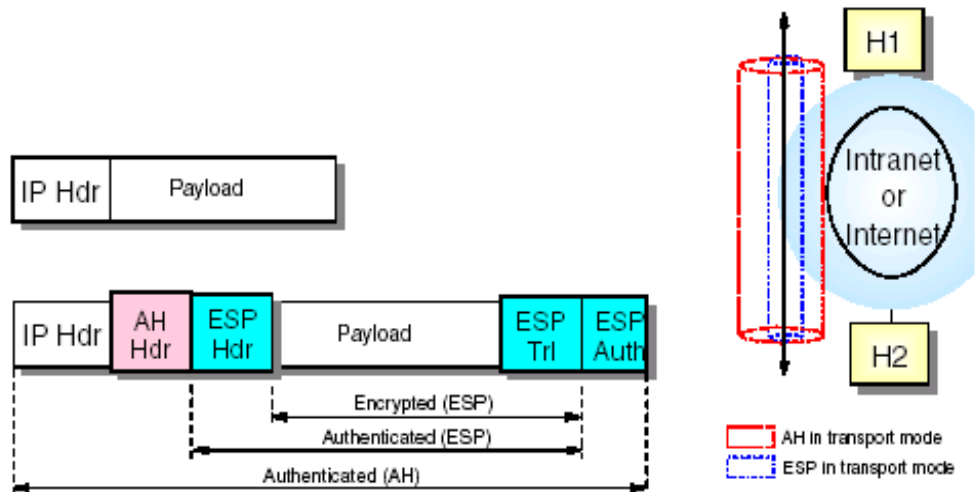 IP Hdr
Payload
IP Hdr
AH
Hdr
ESP
Hdr
Payload
ESP
Trl
ESP
Auth
Encrypted (ESP)
Authenticated (ESP)
Authenticated (AH)
H1
Intranet
or
Internet
H2
AH in transport mode
ESP in transport mode